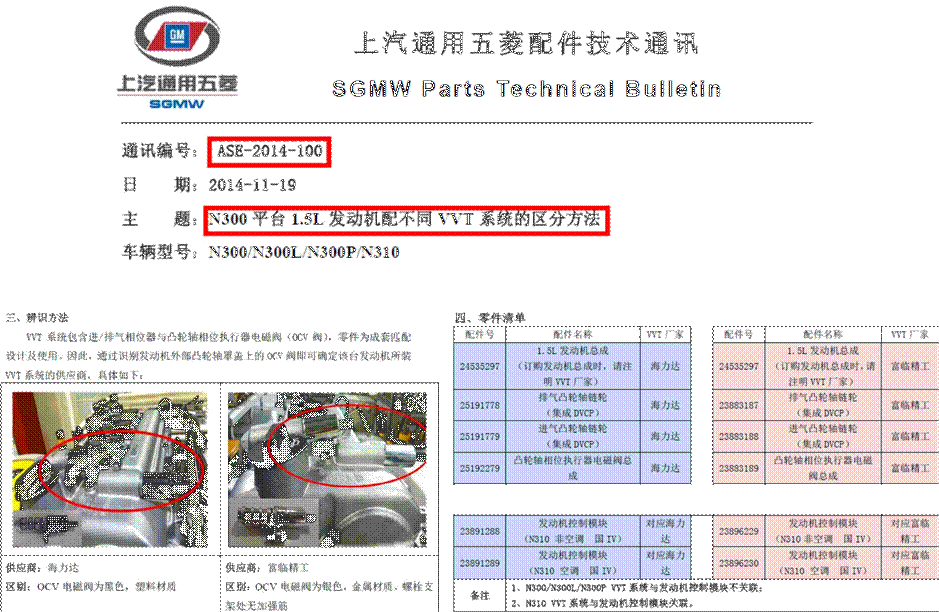 GM
上汽通用五菱
SGMW
上汽通用五菱配件技术通讯
SGMW Parts Technical Bulletin
通讯编号: ASE-2014-100
日 期: 2014-11-19
主 题: N300 平台 1.5L 发动机配不同 VVT 系统的区分方法
车辆型号: N300/N300L/N300P/N310
三、辨识方法
VVT 系统包含进/排气相位器与凸轮轴相位执行器电磁阀(OCV 阀),零件为成套匹配
设计及使用。因此,通过识别发动机外部凸轮轴罩盖上的OCV 阀即可确定该台发动机所装
VVT 系统的供应商,具体如下:
供应商:海力达
区别:OCV 电磁阀为黑色,塑料材质
供应商:富临精工
区别:OCV 电磁阀为银色,金属材质、螺栓支
架处无加强筋
四、零件清单
配件号 配件名称 VVT 厂家
24535297 1.5L 发动机总成 海力达
(订购发动机总成时,请注
明 VVT 厂家)
25191778 排气凸轮轴链轮 海力达
(集成 DVCP)
25191779 进气凸轮轴链轮 海力达
(集成 DVCP)
25192279 凸轮轴相位执行器电磁阀总 海力达
成
配件号 配件名称 VVT 厂家
24535297 1.5L 发动机总成 富临精工
(订购发动机总成时,请
注明 VVT 厂家)
23883187 排气凸轮轴链轮 富临精工
(集成 DVCP)
23883188 进气凸轮轴链轮 富临精工
(集成 DVCP)
23883189 凸轮轴相位执行器电磁 富临精工
阀总成
23891288 发动机控制模块 对应海力
(N310 非空调 国 IV) 达
23891289 发动机控制模块 对应海力
(N310 空调 国 IV) 达
23896229 发动机控制模块 对应富临
(N310 非空调 国 IV) 精工
23896230 发动机控制模块 对应富临
(N310 空调 国 IV) 精工
备注
1、N300/N300L/N300P VVT 系统与发动机控制模块不关联;
2、N310 VVT 系统与发动机控制模块关联。